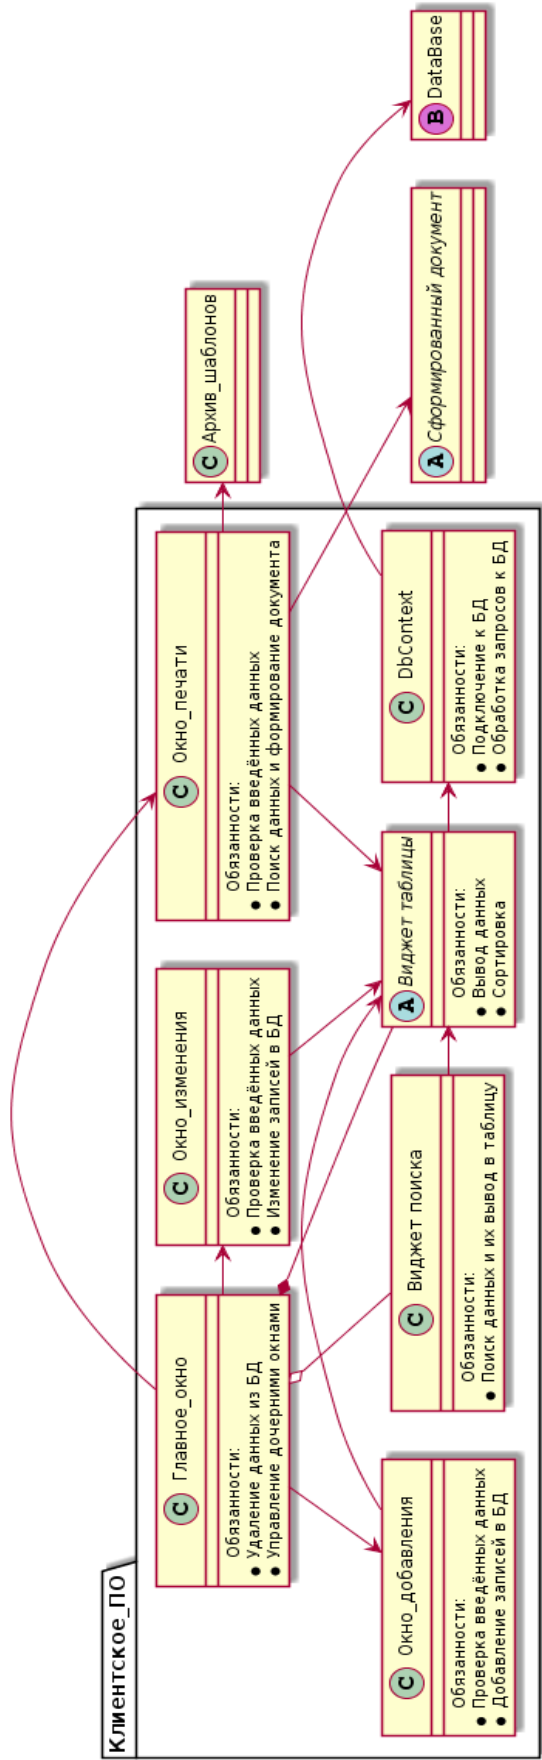 Клиентское_ПО
C Главное_окно
Обязанности:
● Удаление данных из БД
● Управление дочерними окнами
C Окно_изменения
Обязанности:
● Проверка введённых данных
● Изменение записей в БД
C Окно_печати
Обязанности:
● Проверка введённых данных
● Поиск данных и формирование документа
C Архив_шаблонов
C Окно_добавления
Обязанности:
● Проверка введённых данных
● Добавление записей в БД
C Виджет поиска
Обязанности:
● Поиск данных и их вывод в таблицу
A Виджет таблицы
Обязанности:
● Вывод данных
● Сортировка
C DbContext
Обязанности:
● Подключение к БД
● Обработка запросов к БД
A Сформированный документ
B DataBase